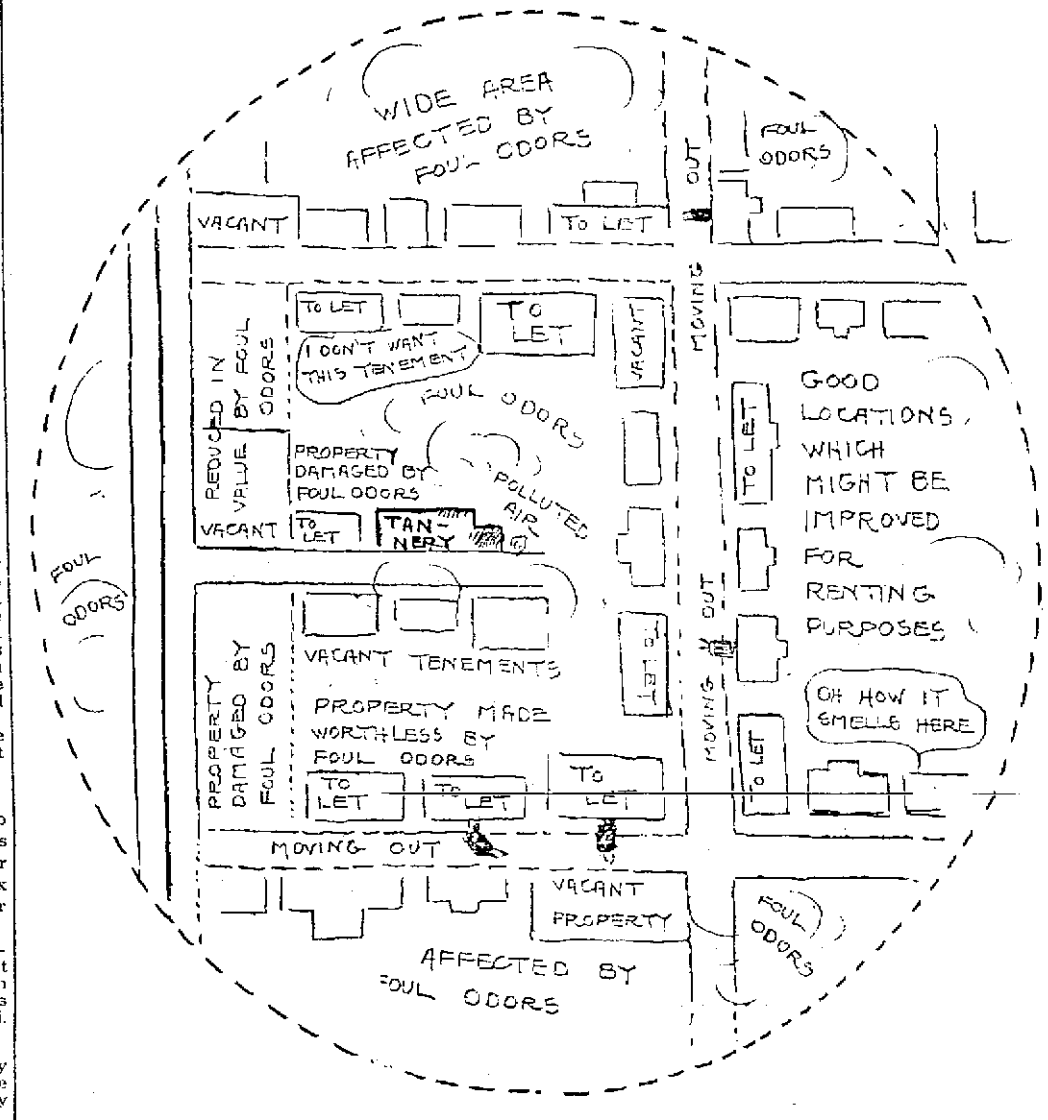 WIDE AREA
AFFECTED BY
FOUL ODORS
FOUL
ODORS
VACANT
TO LET
MOVING OUT
TO LET
TO
LET
VACANT
I DON'T WANT
THIS TENEMENT
REDUCED IN
VALUE BY FOUL
ODORS
FOUL ODORS
PROPERTY
DAMAGED BY
FOUL ODORS
POLLUTED
AIR
VACANT
TO
LET
TAN-
NERY
TO LET
GOOD
LOCATIONS
WHICH
MIGHT BE
IMPROVED
FOR
RENTING
PURPOSES
FOUL
ODORS
PROPERTY
DAMAGED BY
FOUL ODORS
VACANT TENEMENTS
PROPERTY MADE
WORTHLESS BY
FOUL ODORS
TO LET
MOVING OUT
OH HOW IT
SMELLS HERE
TO
LET
TO
LET
TO
LET
TO LET
MOVING OUT
VACANT
PROPERTY
FOUL
ODORS
AFFECTED BY
FOUL ODORS